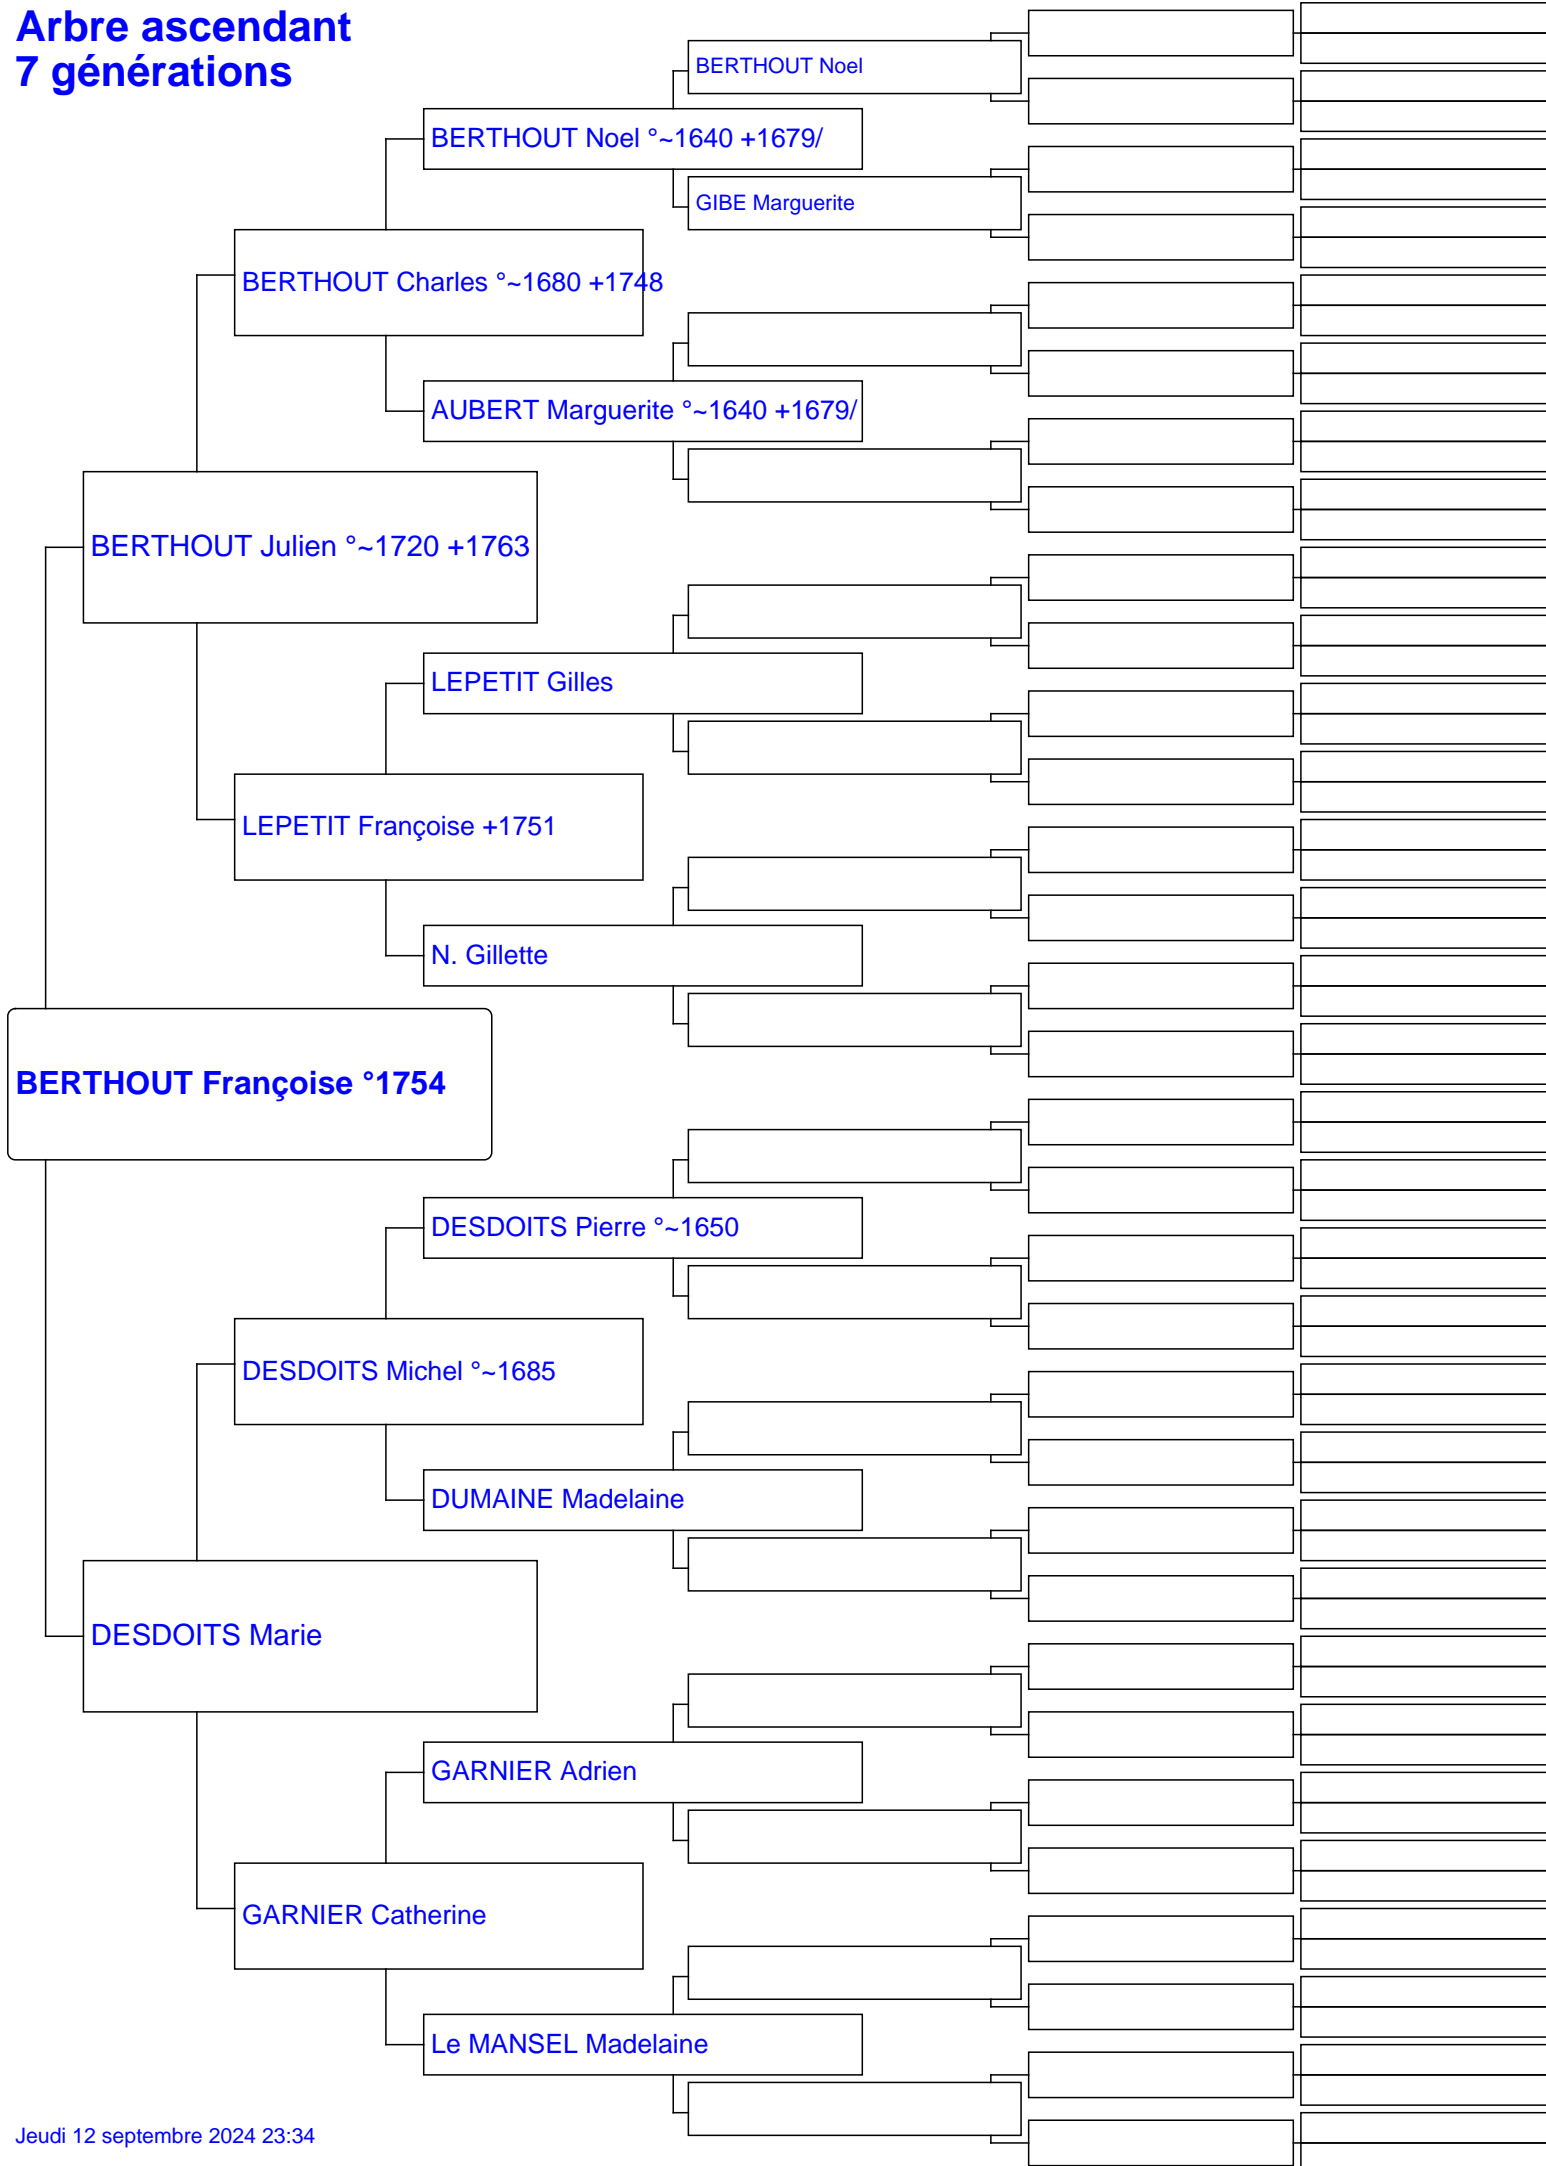 Arbre ascendant
7 générations
BERTHOUT Noel
BERTHOUT Noel °~1640 +1679/
GIBE Marguerite
BERTHOUT Charles °~1680 +1748
AUBERT Marguerite °~1640 +1679/
BERTHOUT Julien °~1720 +1763
LEPETIT Gilles
LEPETIT Françoise +1751
N. Gillette
BERTHOUT Françoise °1754
DESDOITS Pierre °~1650
DESDOITS Michel °~1685
DUMAINE Madelaine
DESDOITS Marie
GARNIER Adrien
GARNIER Catherine
Le MANSEL Madelaine
Jeudi 12 septembre 2024 23:34